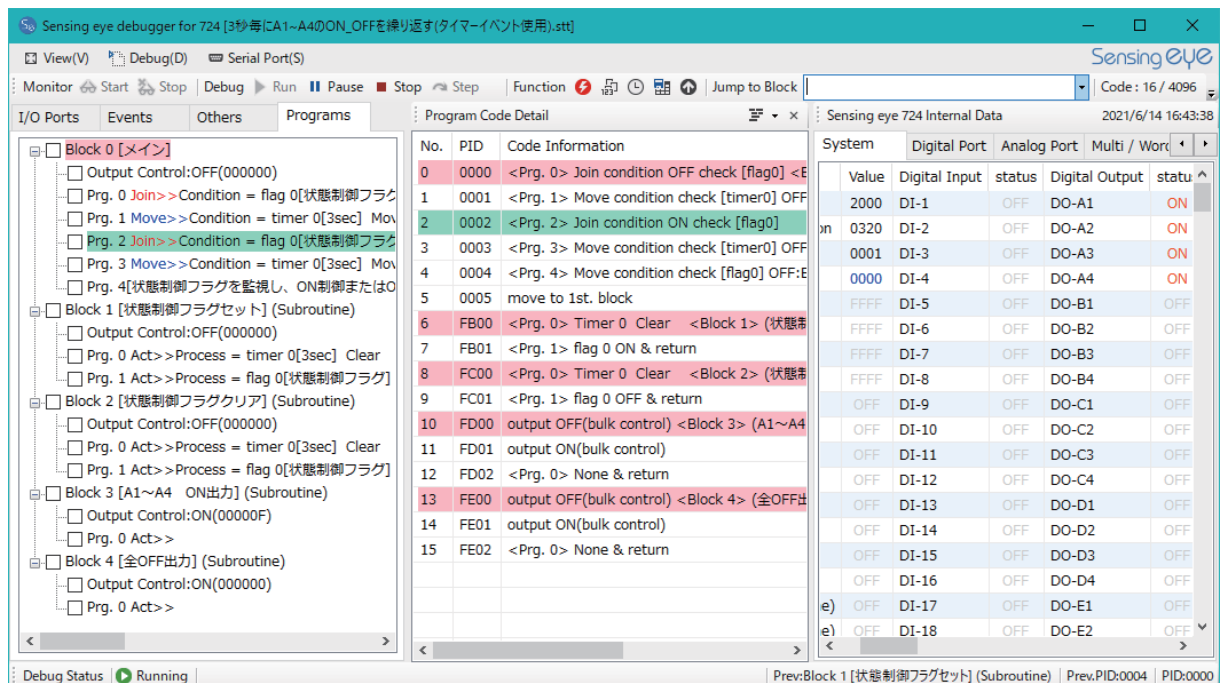 Sensing eye debugger for 724 [3秒毎にA1~A4のON_OFFを繰り返す(タイマーイベント使用).stt]
View(V) Debug(D) Serial Port(S)
Sensing eye
Monitor Start Stop Debug Run Pause Stop Step Function Jump to Block Code : 16 / 4096
I/O Ports Events Others Programs
Block 0 [メイン]
Output Control:OFF(000000)
Prg. 0 Join>>Condition = flag 0[状態制御フラグ
Prg. 1 Move>>Condition = timer 0[3sec] Mov
Prg. 2 Join>>Condition = flag 0[状態制御フラグ
Prg. 3 Move>>Condition = timer 0[3sec] Mov
Prg. 4[状態制御フラグを監視し、ON制御またはO
Block 1 [状態制御フラグセット] (Subroutine)
Output Control:OFF(000000)
Prg. 0 Act>>Process = timer 0[3sec] Clear
Prg. 1 Act>>Process = flag 0[状態制御フラグ]
Block 2 [状態制御フラグクリア] (Subroutine)
Output Control:OFF(000000)
Prg. 0 Act>>Process = timer 0[3sec] Clear
Prg. 1 Act>>Process = flag 0[状態制御フラグ]
Block 3 [A1～A4 ON出力] (Subroutine)
Output Control:ON(00000F)
Prg. 0 Act>>
Block 4 [全OFF出力] (Subroutine)
Output Control:ON(000000)
Prg. 0 Act>>
Program Code Detail
No. PID Code Information
0 0000 <Prg. 0> Join condition OFF check [flag0] <E
1 0001 <Prg. 1> Move condition check [timer0] OFF
2 0002 <Prg. 2> Join condition ON check [flag0]
3 0003 <Prg. 3> Move condition check [timer0] OFF
4 0004 <Prg. 4> Move condition check [flag0] OFF:E
5 0005 move to 1st. block
6 FB00 <Prg. 0> Timer 0 Clear <Block 1> (状態制
7 FB01 <Prg. 1> flag 0 ON & return
8 FC00 <Prg. 0> Timer 0 Clear <Block 2> (状態制
9 FC01 <Prg. 1> flag 0 OFF & return
10 FD00 output OFF(bulk control) <Block 3> (A1～A4
11 FD01 output ON(bulk control)
12 FD02 <Prg. 0> None & return
13 FE00 output OFF(bulk control) <Block 4> (全OFF出
14 FE01 output ON(bulk control)
15 FE02 <Prg. 0> None & return
Sensing eye 724 Internal Data 2021/6/14 16:43:38
System Digital Port Analog Port Multi / Word
Value Digital Input status Digital Output statu
2000 DI-1 OFF DO-A1 ON
on 0320 DI-2 OFF DO-A2 ON
0001 DI-3 OFF DO-A3 ON
0000 DI-4 OFF DO-A4 ON
FFFF DI-5 OFF DO-B1 OFF
FFFF DI-6 OFF DO-B2 OFF
FFFF DI-7 OFF DO-B3 OFF
FFFF DI-8 OFF DO-B4 OFF
OFF DI-9 OFF DO-C1 OFF
OFF DI-10 OFF DO-C2 OFF
OFF DI-11 OFF DO-C3 OFF
OFF DI-12 OFF DO-C4 OFF
OFF DI-13 OFF DO-D1 OFF
OFF DI-14 OFF DO-D2 OFF
OFF DI-15 OFF DO-D3 OFF
OFF DI-16 OFF DO-D4 OFF
e) OFF DI-17 OFF DO-E1 OFF
e) OFF DI-18 OFF DO-E2 OFF
Debug Status Running Prev:Block 1 [状態制御フラグセット] (Subroutine) Prev.PID:0004 PID:0000